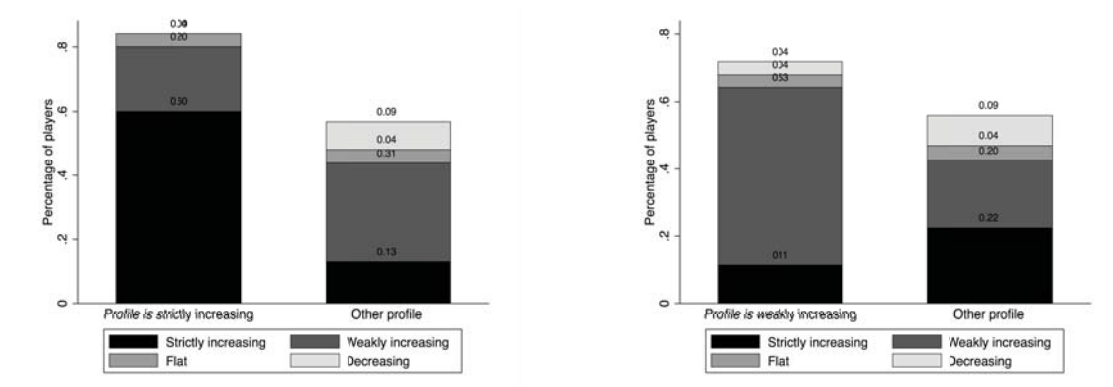 Percentage of players
.8
.6
.4
.2
0
0.20
0.60
0.09
0.04
0.31
0.13
Profile is strictly increasing
Other profile
Strictly increasing
Weakly increasing
Flat
Decreasing
Percentage of players
.8
.6
.4
.2
0
0.04
0.04
0.53
0.11
0.09
0.04
0.20
0.22
Profile is weakly increasing
Other profile
Strictly increasing
Weakly increasing
Flat
Decreasing